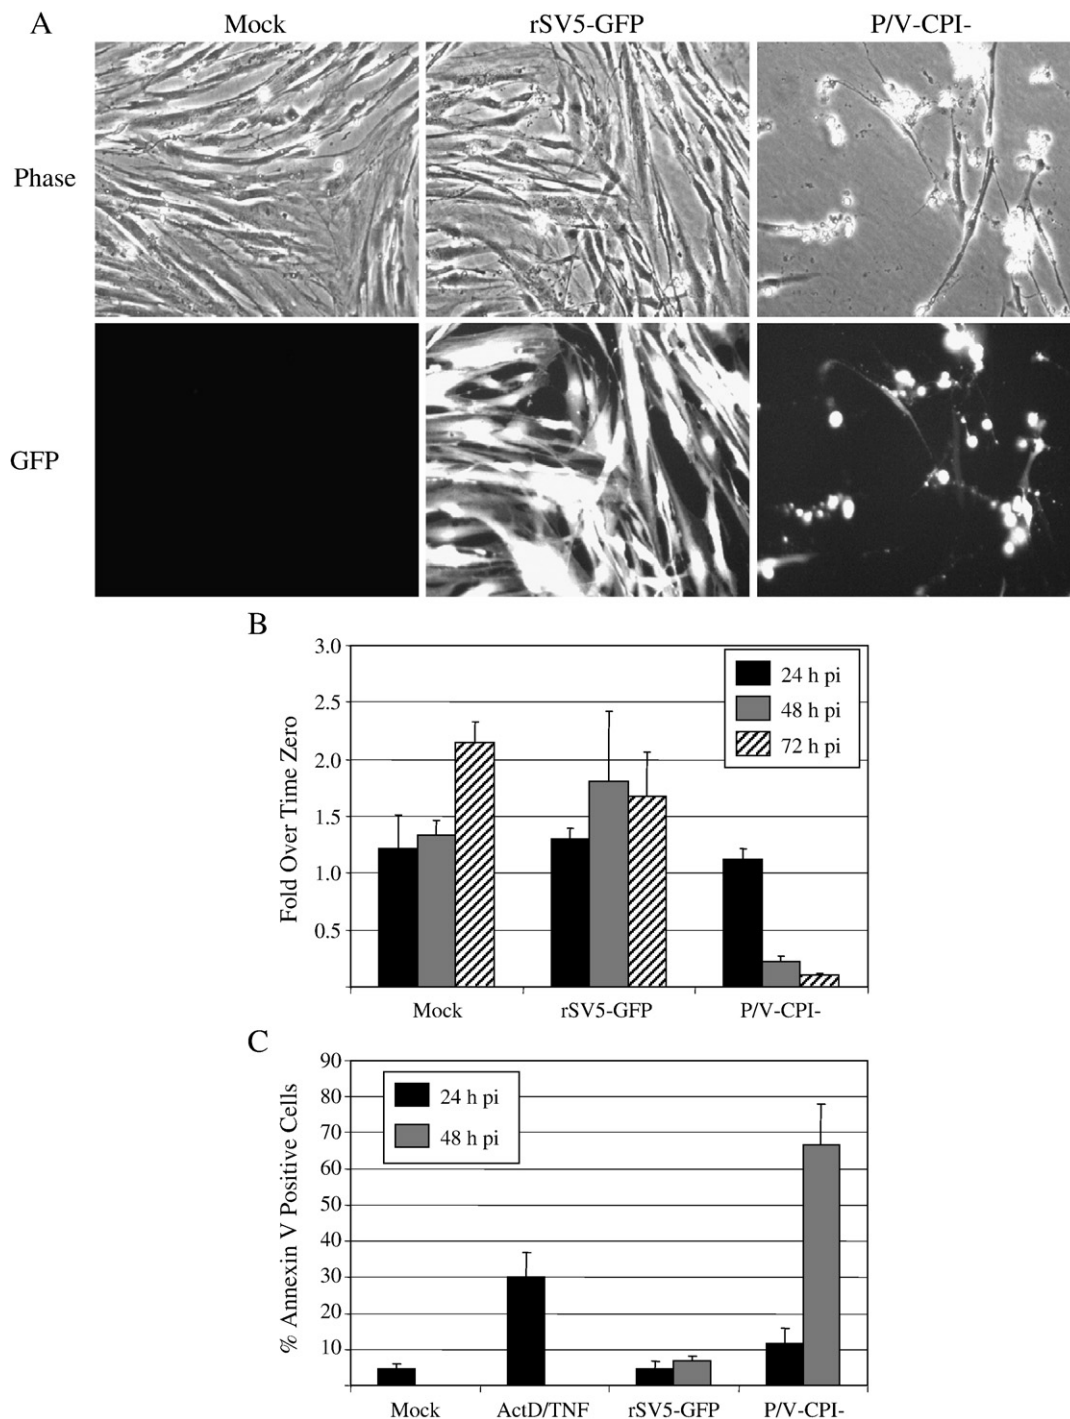 A
Mock
rSV5-GFP
P/V-CPI-
Phase
GFP
B
Fold Over Time Zero
3.0
2.5
2.0
1.5
1.0
0.5
24 h pi
48 h pi
72 h pi
Mock
rSV5-GFP
P/V-CPI-
C
% Annexin V Positive Cells
90
80
70
60
50
40
30
20
10
24 h pi
48 h pi
Mock
ActD/TNF
rSV5-GFP
P/V-CPI-